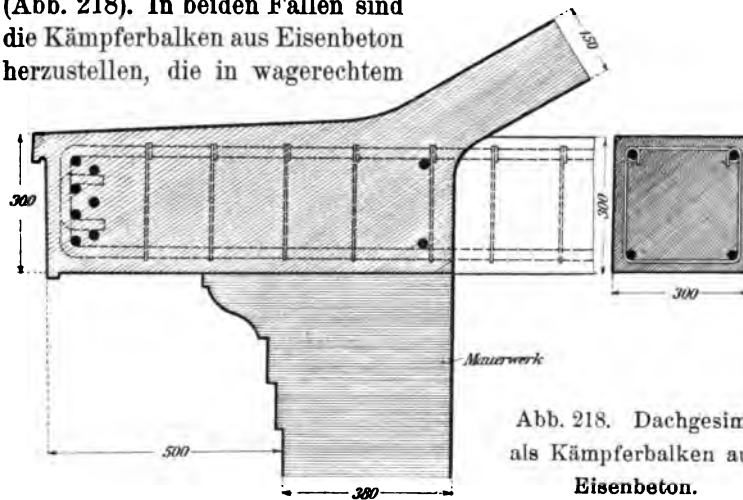 (Abb. 218). In beiden Fällen sind
die Kämpferbalken aus Eisenbeton
herzustellen, die in wagerechtem
150
300
300
300
Mauerwerk
500
380
Abb. 218. Dachgesim
als Kämpferbalken au
Eisenbeton.